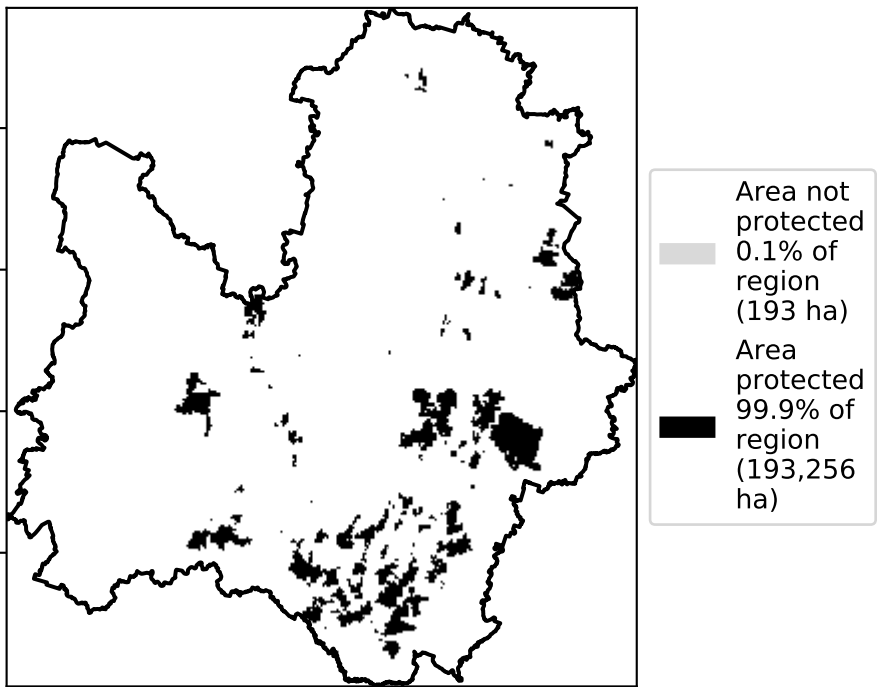 Area not
protected
0.1% of
region
(193 ha)
Area
protected
99.9% of
region
(193,256
ha)